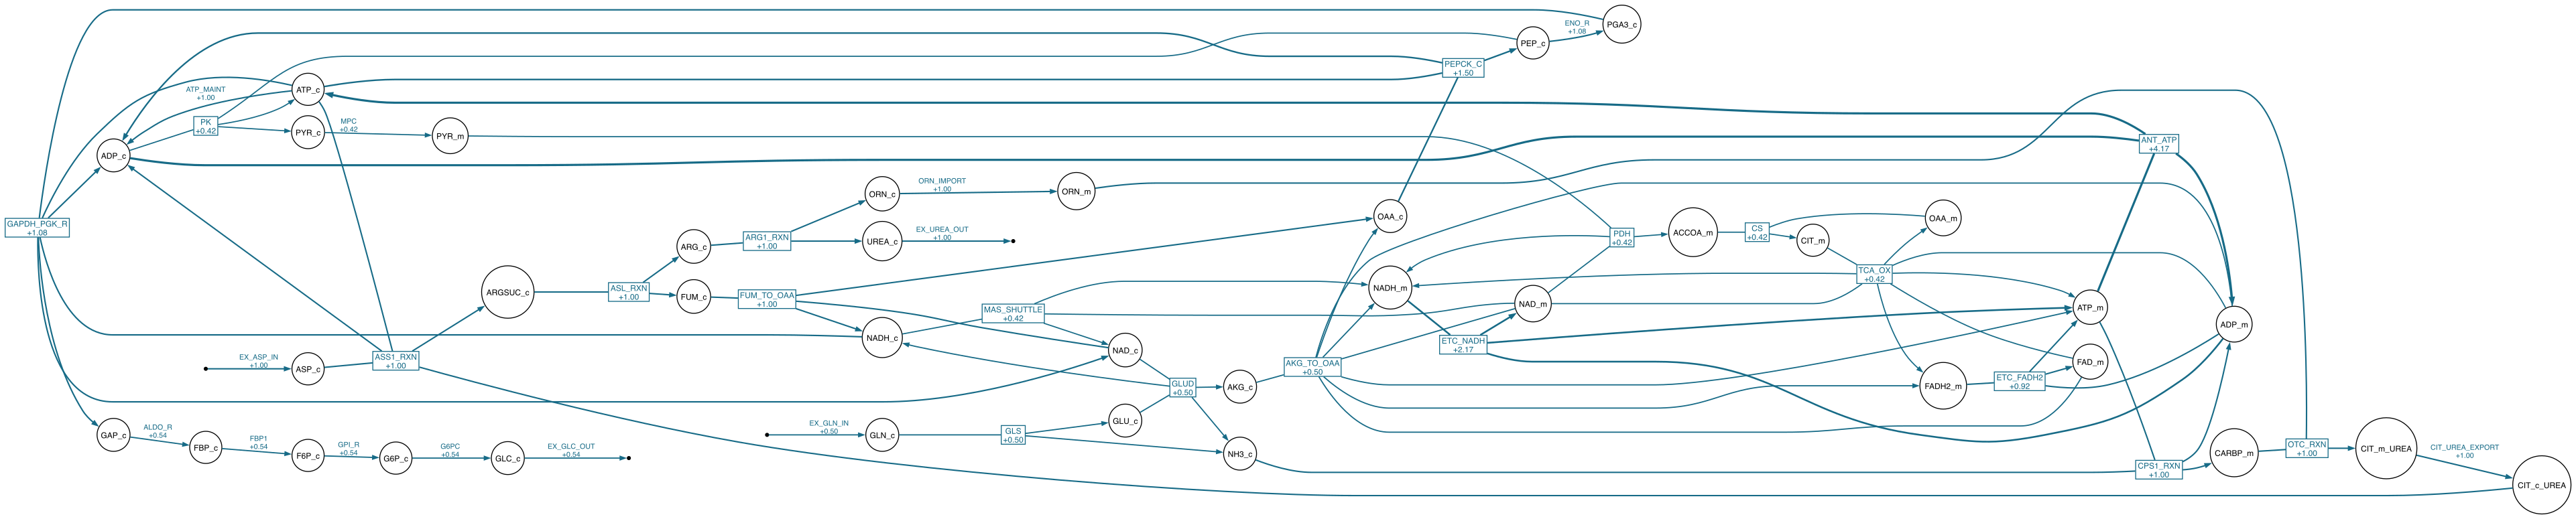 PGA3_c
ENO_R
+1.08
PEP_c
PEPCK_C
+1.50
ATP_c
ATP_MAINT
+1.00
PK
+0.42
PYR_c
MPC
+0.42
PYR_m
ADP_c
ANT_ATP
+4.17
GAPDH_PGK_R
+1.08
ORN_c
ORN_IMPORT
+1.00
ORN_m
OAA_c
OAA_m
ARG_c
ARG1_RXN
+1.00
UREA_c
EX_UREA_OUT
+1.00
PDH
+0.42
ACCOA_m
CS
+0.42
CIT_m
TCA_OX
+0.42
ARGSUC_c
ASL_RXN
+1.00
FUM_c
FUM_TO_OAA
+1.00
NADH_m
MAS_SHUTTLE
+0.42
NAD_m
ATP_m
ADP_m
NADH_c
NAD_c
ETC_NADH
+2.17
EX_ASP_IN
+1.00
ASP_c
ASS1_RXN
+1.00
AKG_TO_OAA
+0.50
FAD_m
GLUD
+0.50
AKG_c
FADH2_m
ETC_FADH2
+0.92
GLU_c
GAP_c
ALDO_R
+0.54
FBP_c
FBP1
+0.54
F6P_c
GPI_R
+0.54
G6P_c
G6PC
+0.54
GLC_c
EX_GLC_OUT
+0.54
EX_GLN_IN
+0.50
GLN_c
GLS
+0.50
NH3_c
CPS1_RXN
+1.00
CARBP_m
OTC_RXN
+1.00
CIT_m_UREA
CIT_UREA_EXPORT
+1.00
CIT_c_UREA